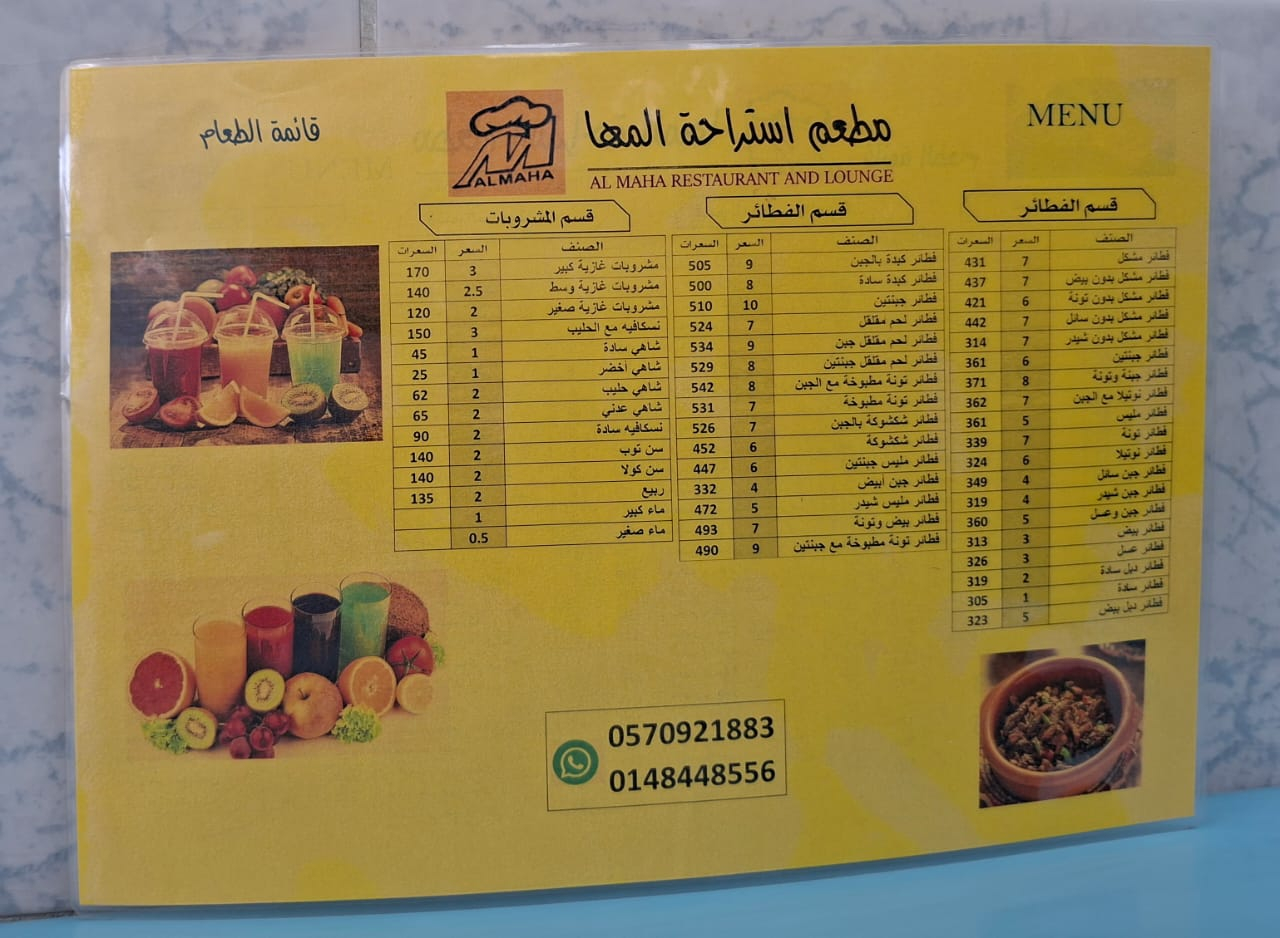 MENU
مطعم استراحة المها
AL MAHA RESTAURANT AND LOUNGE
ALMAHA
قائمة الطعام
قسم الفطائر
الصنف السعر السعرات
فطائر مشكل 7 431
فطائر مشكل بدون بيض 7 437
فطائر مشكل بدون تونة 6 421
فطائر مشكل بدون سائل 7 442
فطائر مشكل بدون شيدر 7 314
فطائر جبنتين 6 361
فطائر جبنة وتونة 8 371
فطائر نوتيلا مع الجبن 7 362
فطائر مليس 5 361
فطائر تونة 7 339
فطائر نوتيلا 6 324
فطائر جبن سائل 4 349
فطائر جبن شيدر 4 319
فطائر جبن وعسل 5 360
فطائر بيض 3 313
فطائر عسل 3 326
فطائر دبل سادة 2 319
فطائر سادة 1 305
فطائر دبل بيض 5 323
قسم الفطائر
الصنف السعر السعرات
فطائر كبدة بالجبن 9 505
فطائر كبدة سادة 8 500
فطائر جبنتين 10 510
فطائر لحم مقلقل 7 524
فطائر لحم مقلقل جبن 9 534
فطائر لحم مقلقل جبنتين 8 529
فطائر تونة مطبوخة مع الجبن 8 542
فطائر تونة مطبوخة 7 531
فطائر شكشوكة بالجبن 7 526
فطائر شكشوكة 6 452
فطائر مليس جبنتين 6 447
فطائر جبن أبيض 4 332
فطائر مليس شيدر 5 472
فطائر بيض وتونة 7 493
فطائر تونة مطبوخة مع جبنتين 9 490
قسم المشروبات
الصنف السعر السعرات
مشروبات غازية كبير 3 170
مشروبات غازية وسط 2.5 140
مشروبات غازية صغير 2 120
نسكافيه مع الحليب 3 150
شاهي سادة 1 45
شاهي أخضر 1 25
شاهي حليب 2 62
شاهي عدني 2 65
نسكافيه سادة 2 90
سن توب 2 140
سن كولا 2 140
ربيع 2 135
ماء كبير 1
ماء صغير 0.5
0570921883
0148448556